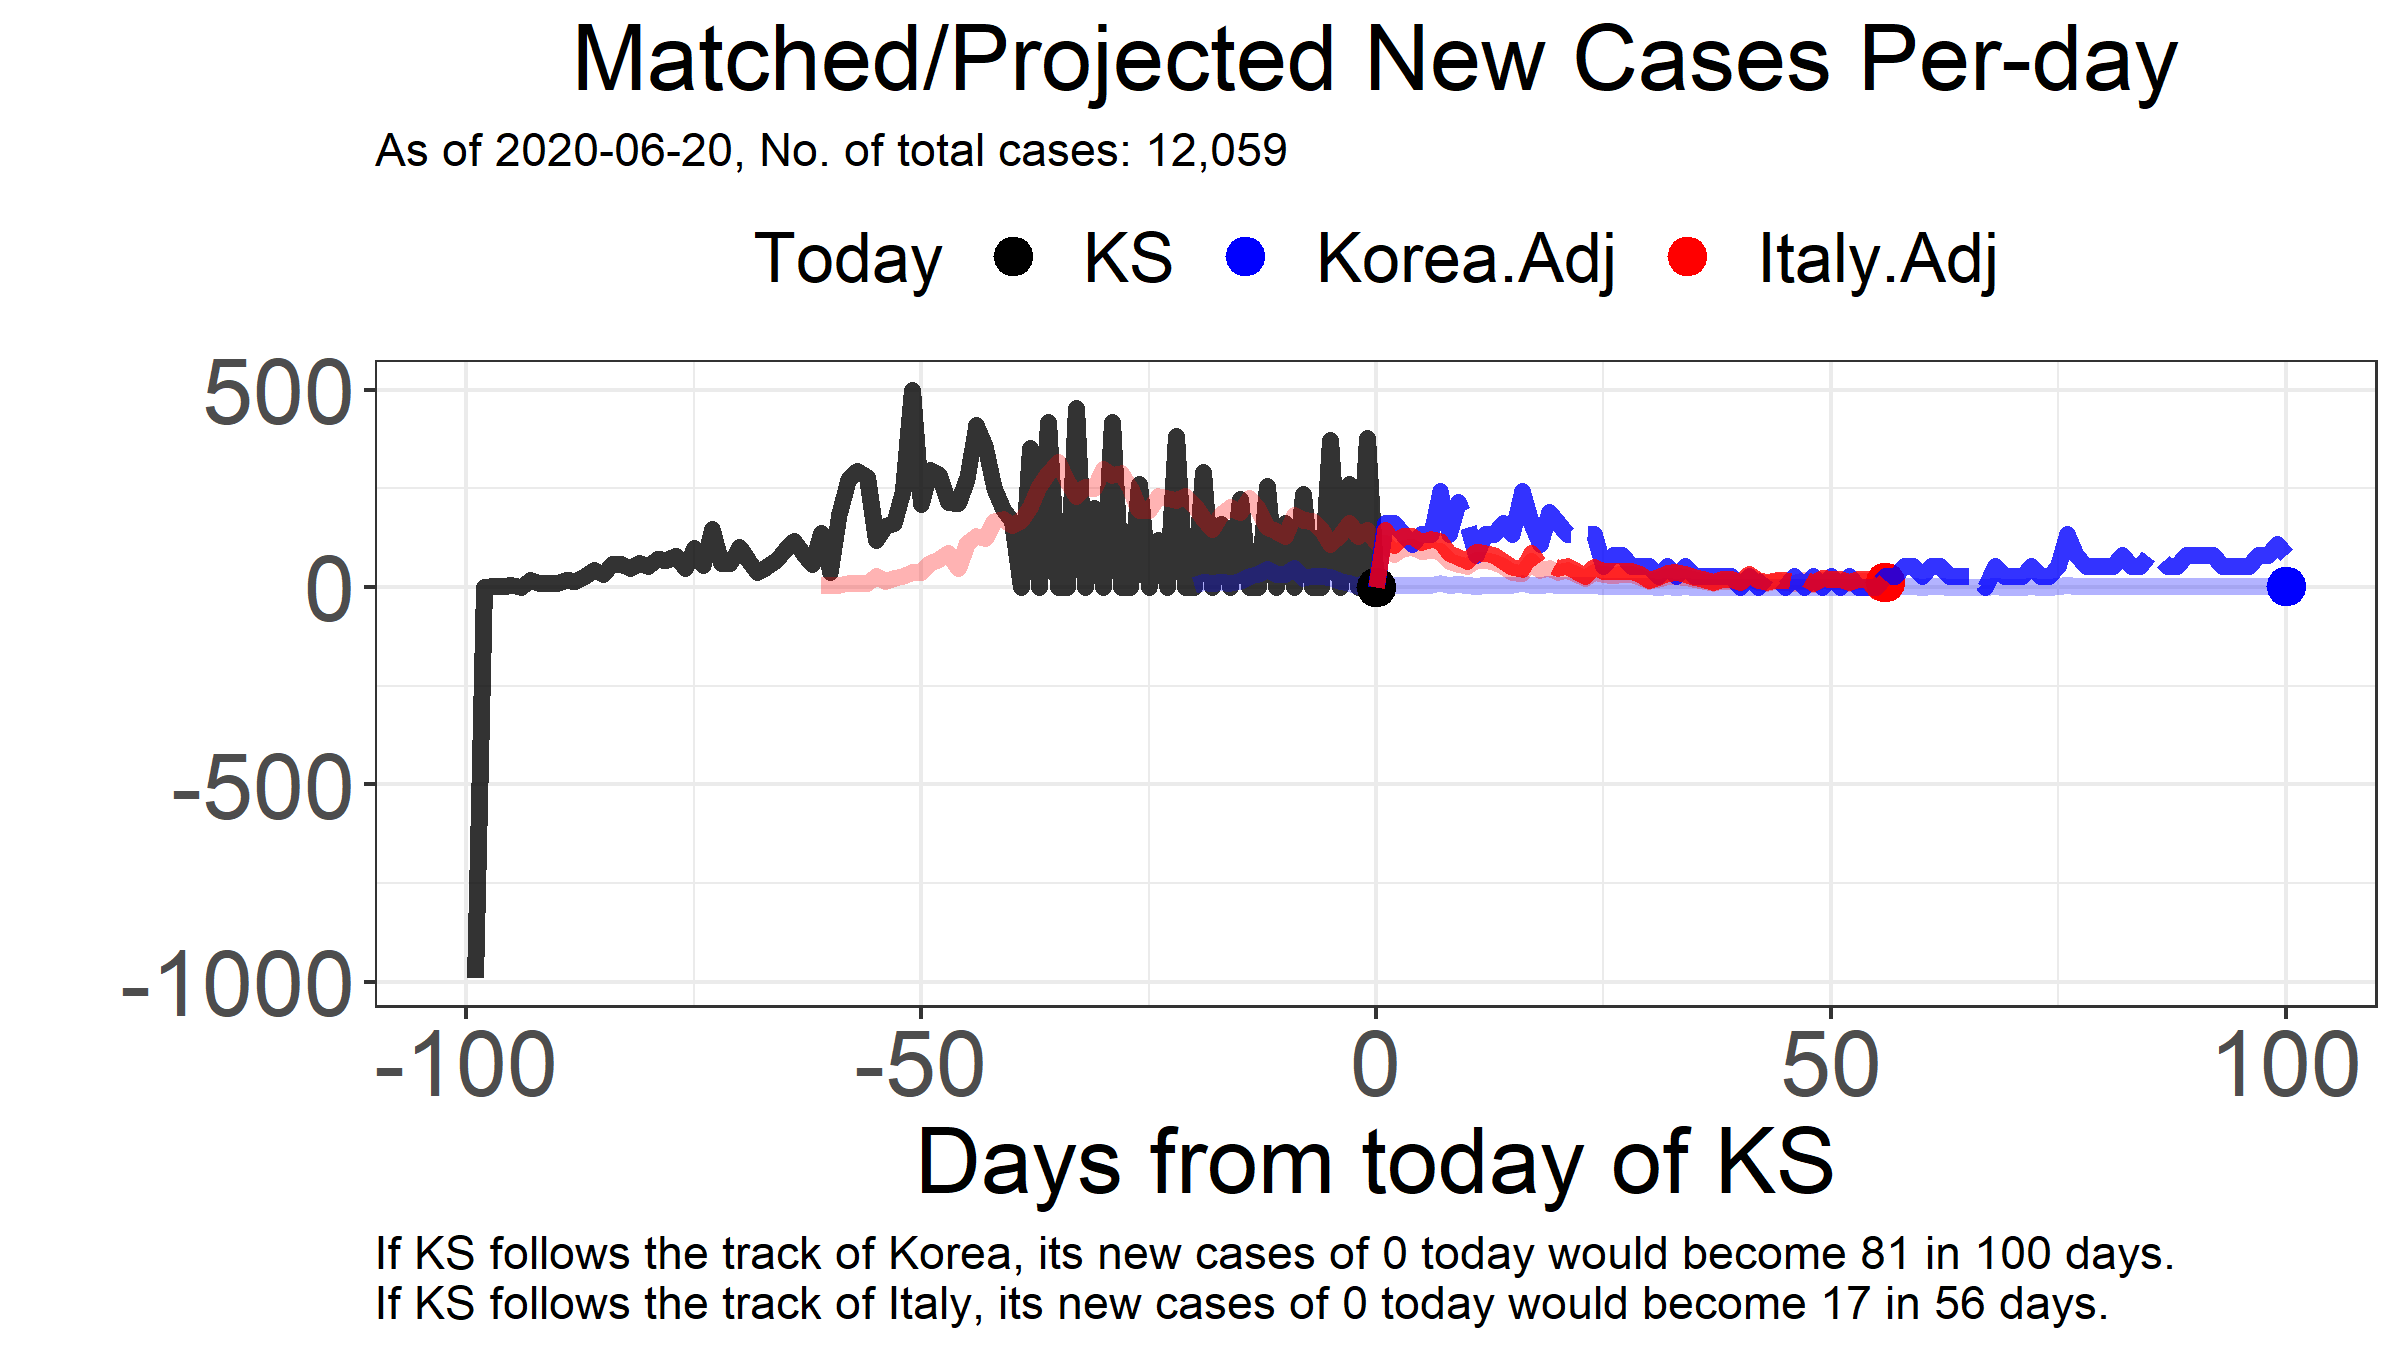 Matched/Projected New Cases Per-day
As of 2020-06-20, No. of total cases: 12,059
Today KS Korea.Adj Italy.Adj
500
0
-500
-1000
-100 -50 0 50 100
Days from today of KS
If KS follows the track of Korea, its new cases of 0 today would become 81 in 100 days.
If KS follows the track of Italy, its new cases of 0 today would become 17 in 56 days.